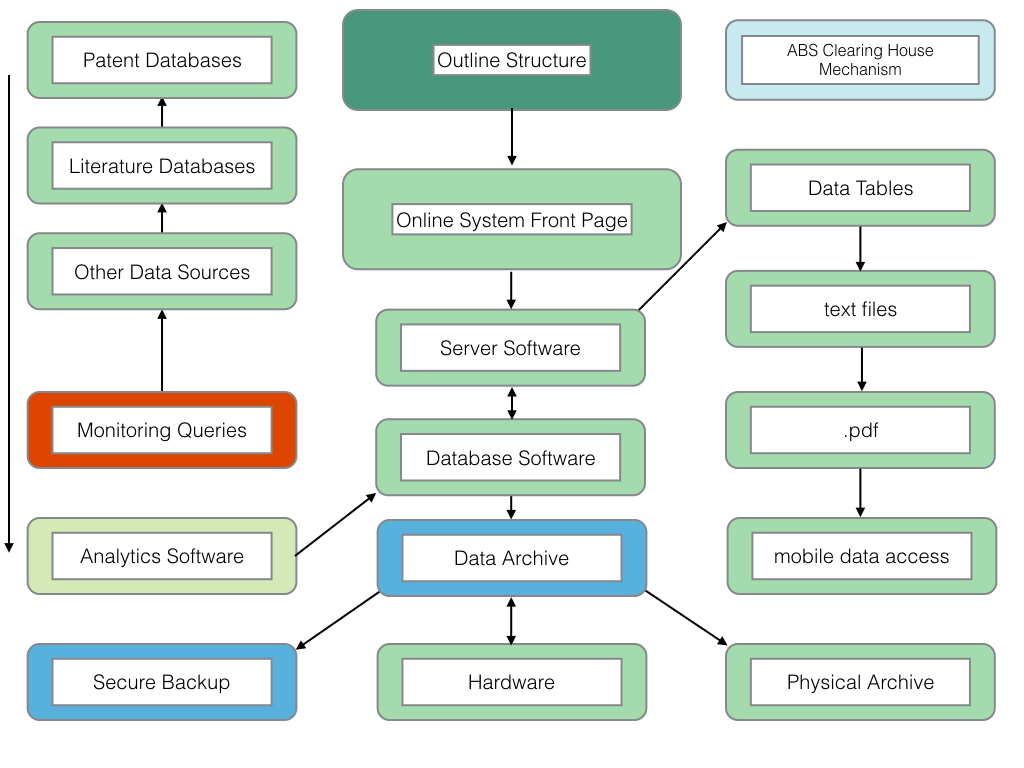 Patent Databases
Outline Structure
ABS Clearing House
Mechanism
Literature Databases
Data Tables
Online System Front Page
Other Data Sources
text files
Server Software
Monitoring Queries
.pdf
Database Software
Analytics Software
Data Archive
mobile data access
Secure Backup
Hardware
Physical Archive